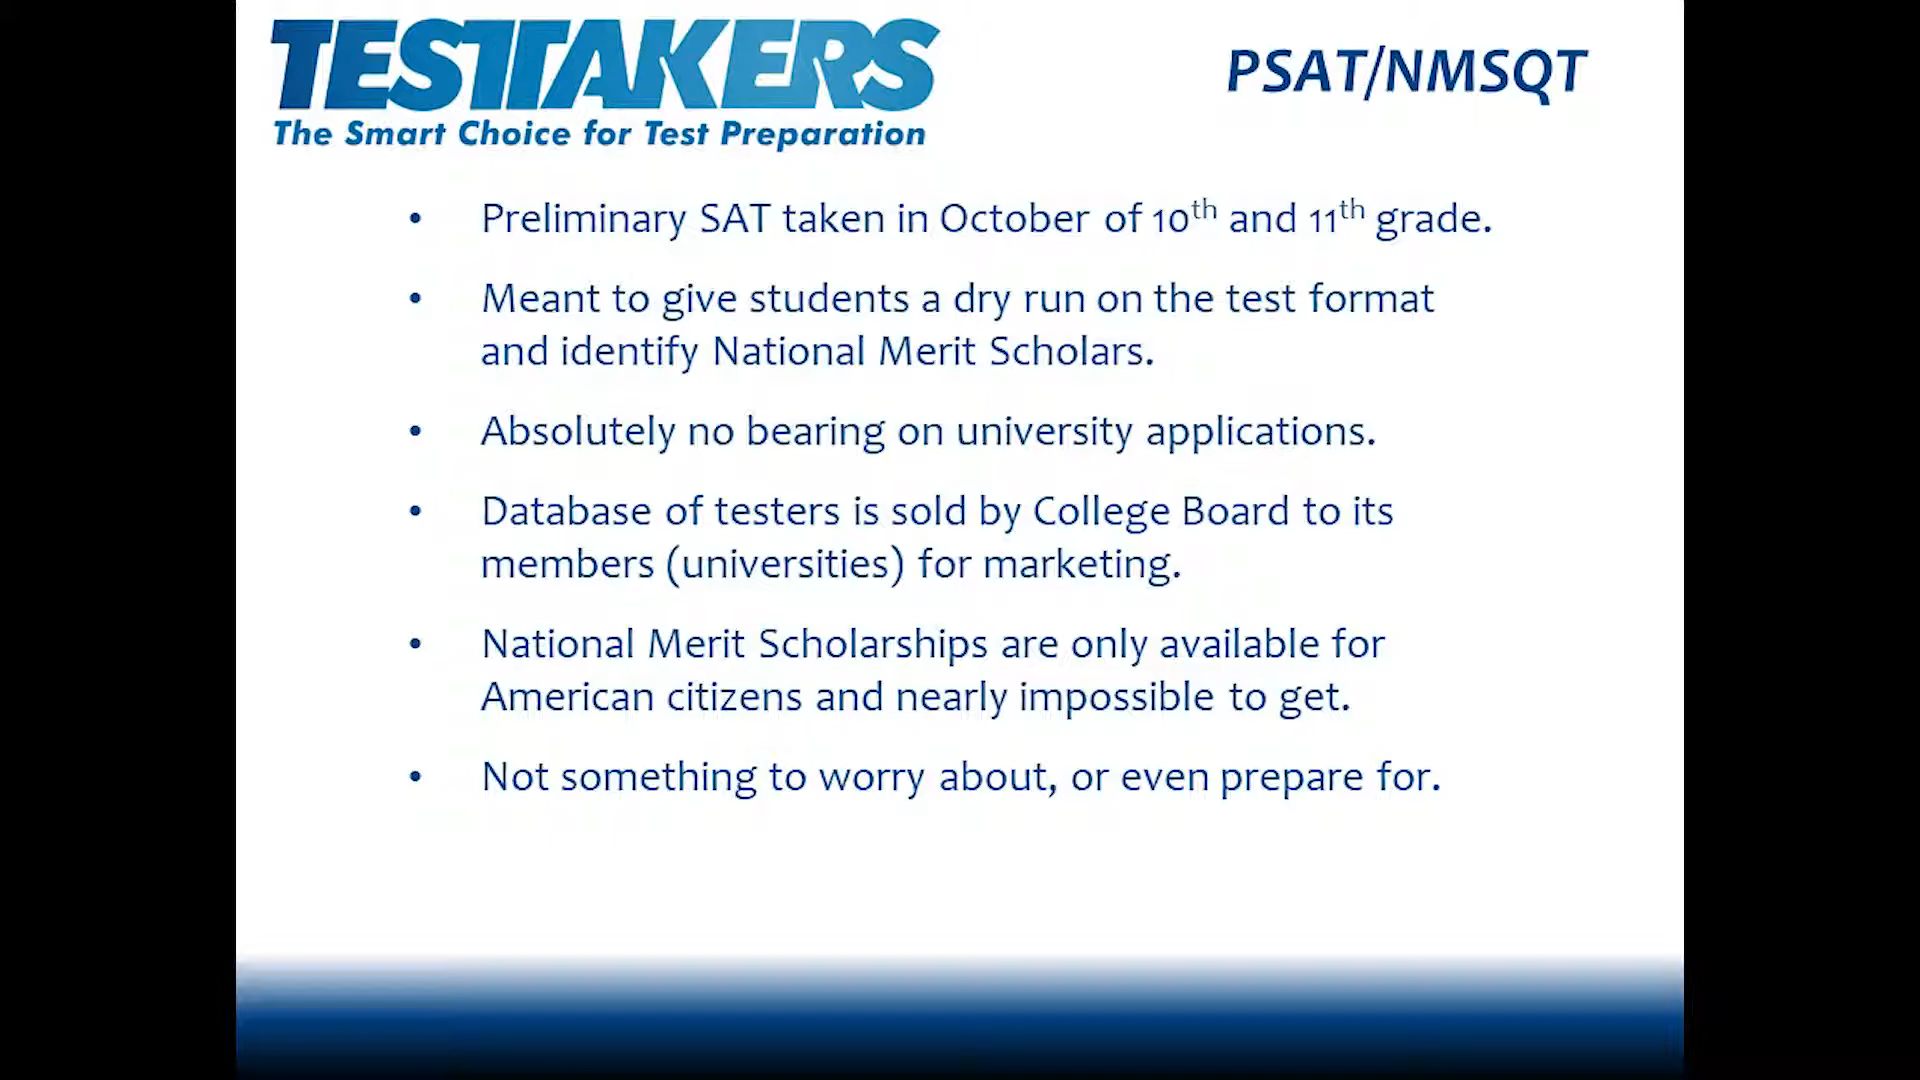 TESTTAKERS
The Smart Choice for Test Preparation
PSAT/NMSQT
• Preliminary SAT taken in October of 10th and 11th grade.
• Meant to give students a dry run on the test format
and identify National Merit Scholars.
• Absolutely no bearing on university applications.
• Database of testers is sold by College Board to its
members (universities) for marketing.
• National Merit Scholarships are only available for
American citizens and nearly impossible to get.
• Not something to worry about, or even prepare for.